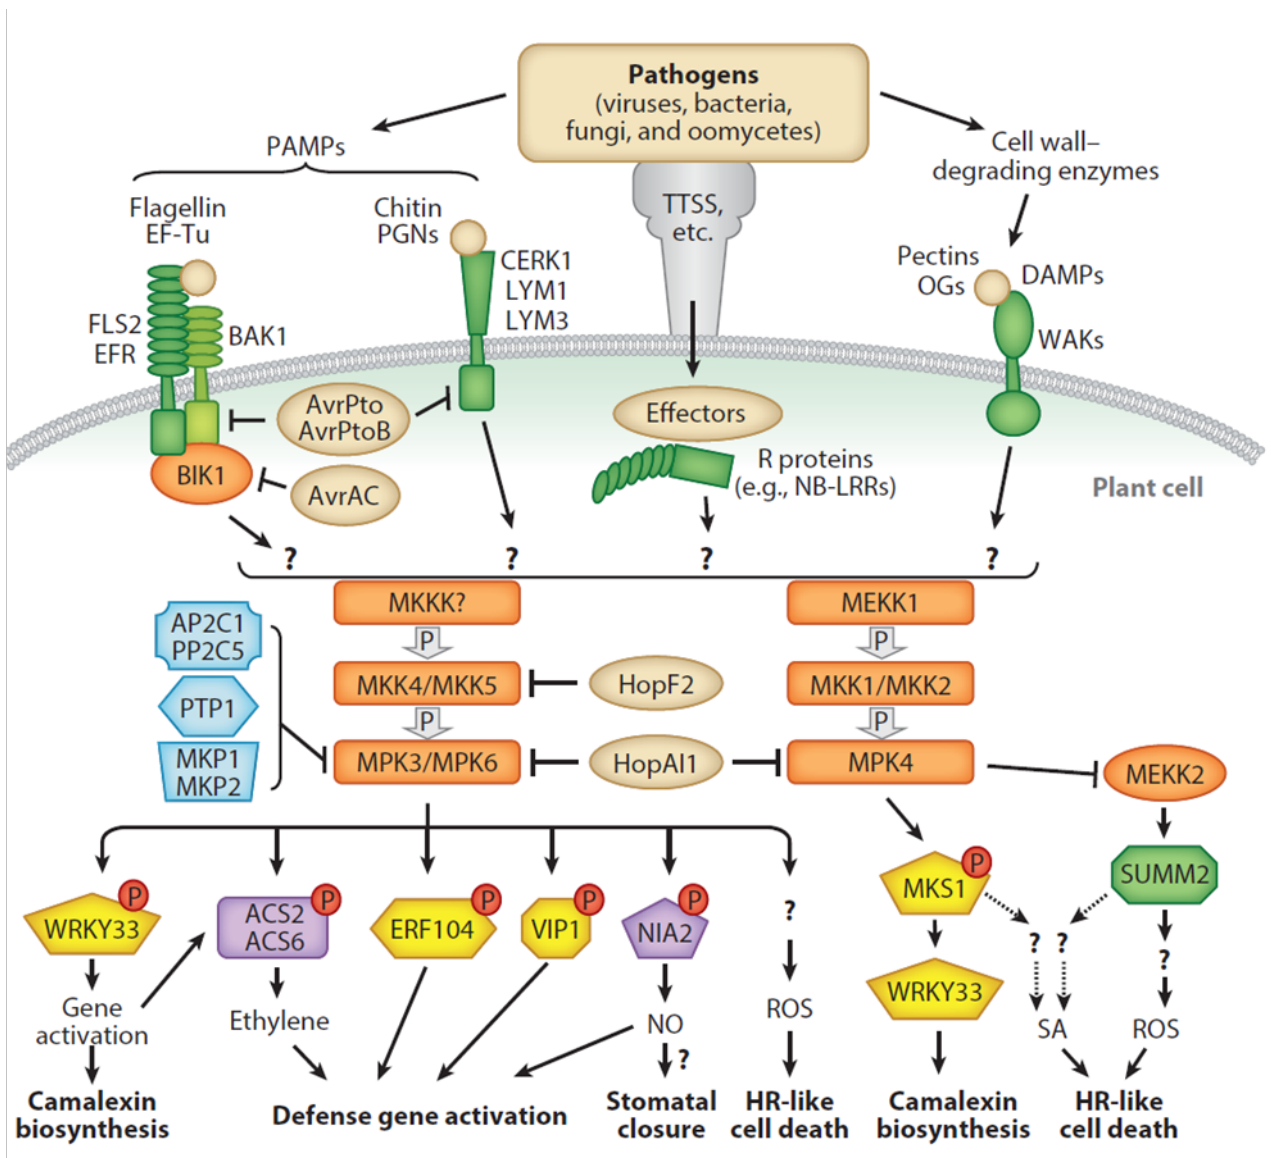 Pathogens
(viruses, bacteria,
fungi, and oomycetes)
PAMPs
Cell wall–
degrading enzymes
Flagellin
EF-Tu
Chitin
PGNs
TTSS,
etc.
Pectins
OGs
DAMPs
CERK1
LYM1
LYM3
FLS2
EFR
BAK1
WAKs
AvrPto
AvrPtoB
Effectors
BIK1
AvrAC
R proteins
(e.g., NB-LRRs)
Plant cell
?
?
?
?
MKKK?
MEKK1
AP2C1
PP2C5
P
P
MKK4/MKK5
HopF2
MKK1/MKK2
PTP1
P
P
MKP1
MKP2
MPK3/MPK6
HopAI1
MPK4
MEKK2
P
WRKY33
P
ACS2
ACS6
P
ERF104
P
VIP1
P
NIA2
?
P
MKS1
SUMM2
? ?
?
WRKY33
Gene
activation
Ethylene
NO
ROS
SA
ROS
?
Camalexin
biosynthesis
Defense gene activation
Stomatal
closure
HR-like
cell death
Camalexin
biosynthesis
HR-like
cell death